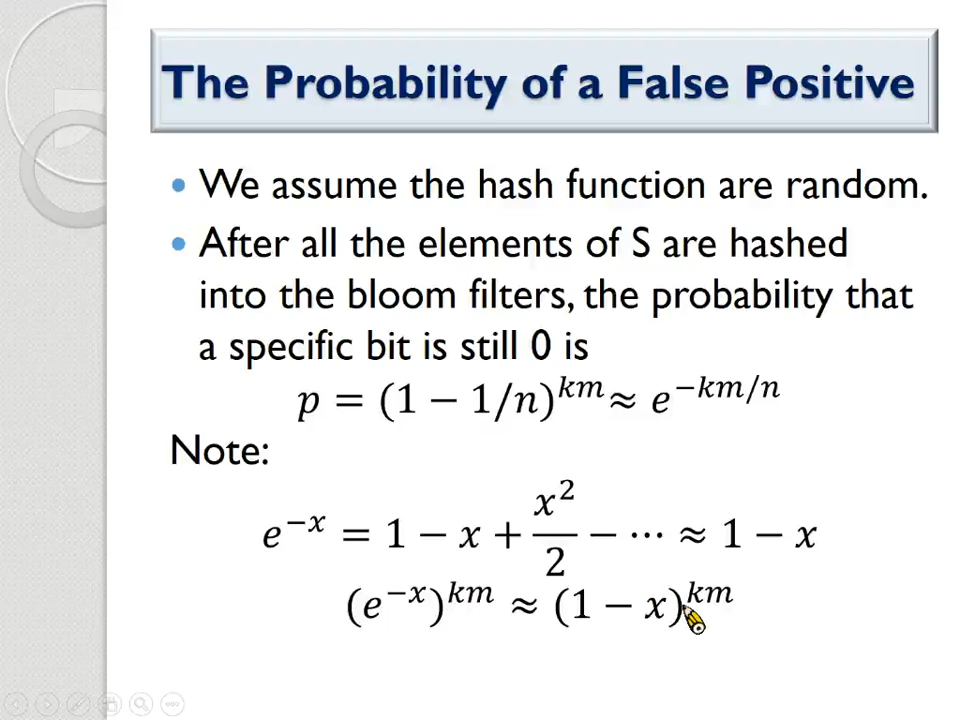 The Probability of a False Positive
• We assume the hash function are random.
• After all the elements of S are hashed
into the bloom filters, the probability that
a specific bit is still 0 is
p = (1 − 1/n)^{km} ≈ e^{−km/n}
Note:
e^{−x} = 1 − x + \frac{x^2}{2} − ⋯ ≈ 1 − x
(e^{−x})^{km} ≈ (1 − x)^{km}